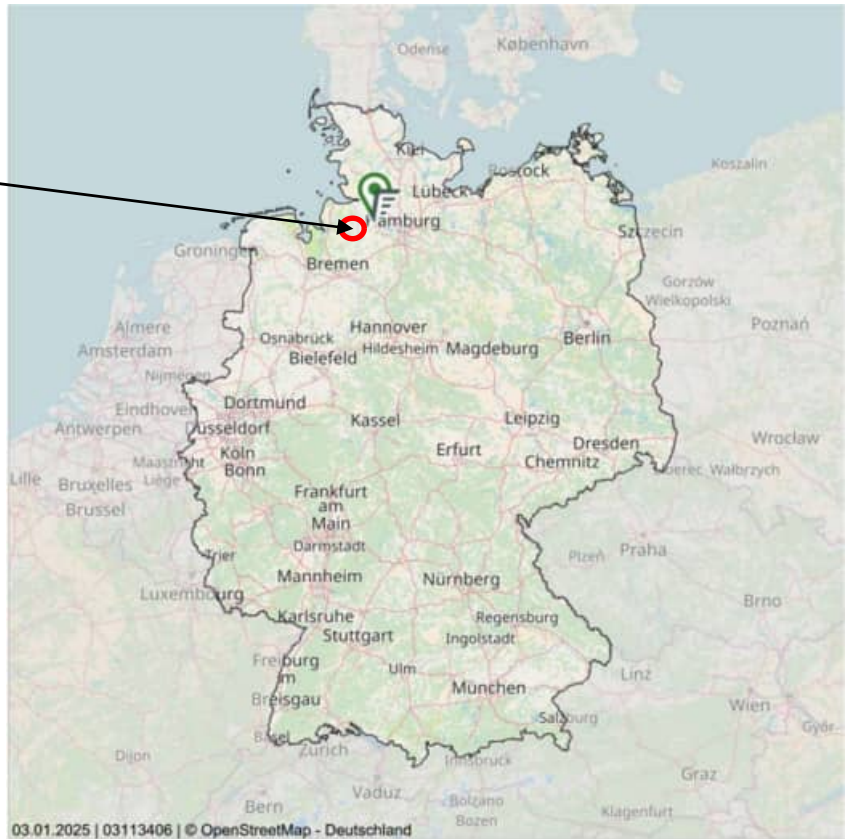 Odense
København
Kiel
Rostock
Koszalin
Lübeck
amburg
Szczecin
Groningen
Bremen
Gorzów
Wielkopolski
Almere
Amsterdam
Osnabrück
Hannover
Berlin
Poznań
Bielefeld
Hildesheim
Magdeburg
Nijmegen
Eindhoven
Dortmund
Antwerpen
Düsseldorf
Kassel
Leipzig
Wrocław
Köln
Bonn
Erfurt
Dresden
Chemnitz
Lille
Bruxelles
Brussel
Maastricht
Liège
Liberec
Wałbrzych
Frankfurt
am
Main
Darmstadt
Trier
Plzeň
Praha
Luxembourg
Mannheim
Nürnberg
Brno
Karlsruhe
Stuttgart
Regensburg
Ingolstadt
Freiburg
im
Breisgau
Ulm
München
Linz
Wien
Salzburg
Győr
Basel
Zürich
Dijon
Innsbruck
Graz
Bern
Vaduz
Bolzano
Bozen
Klagenfurt
03.01.2025 | 03113406 | © OpenStreetMap - Deutschland